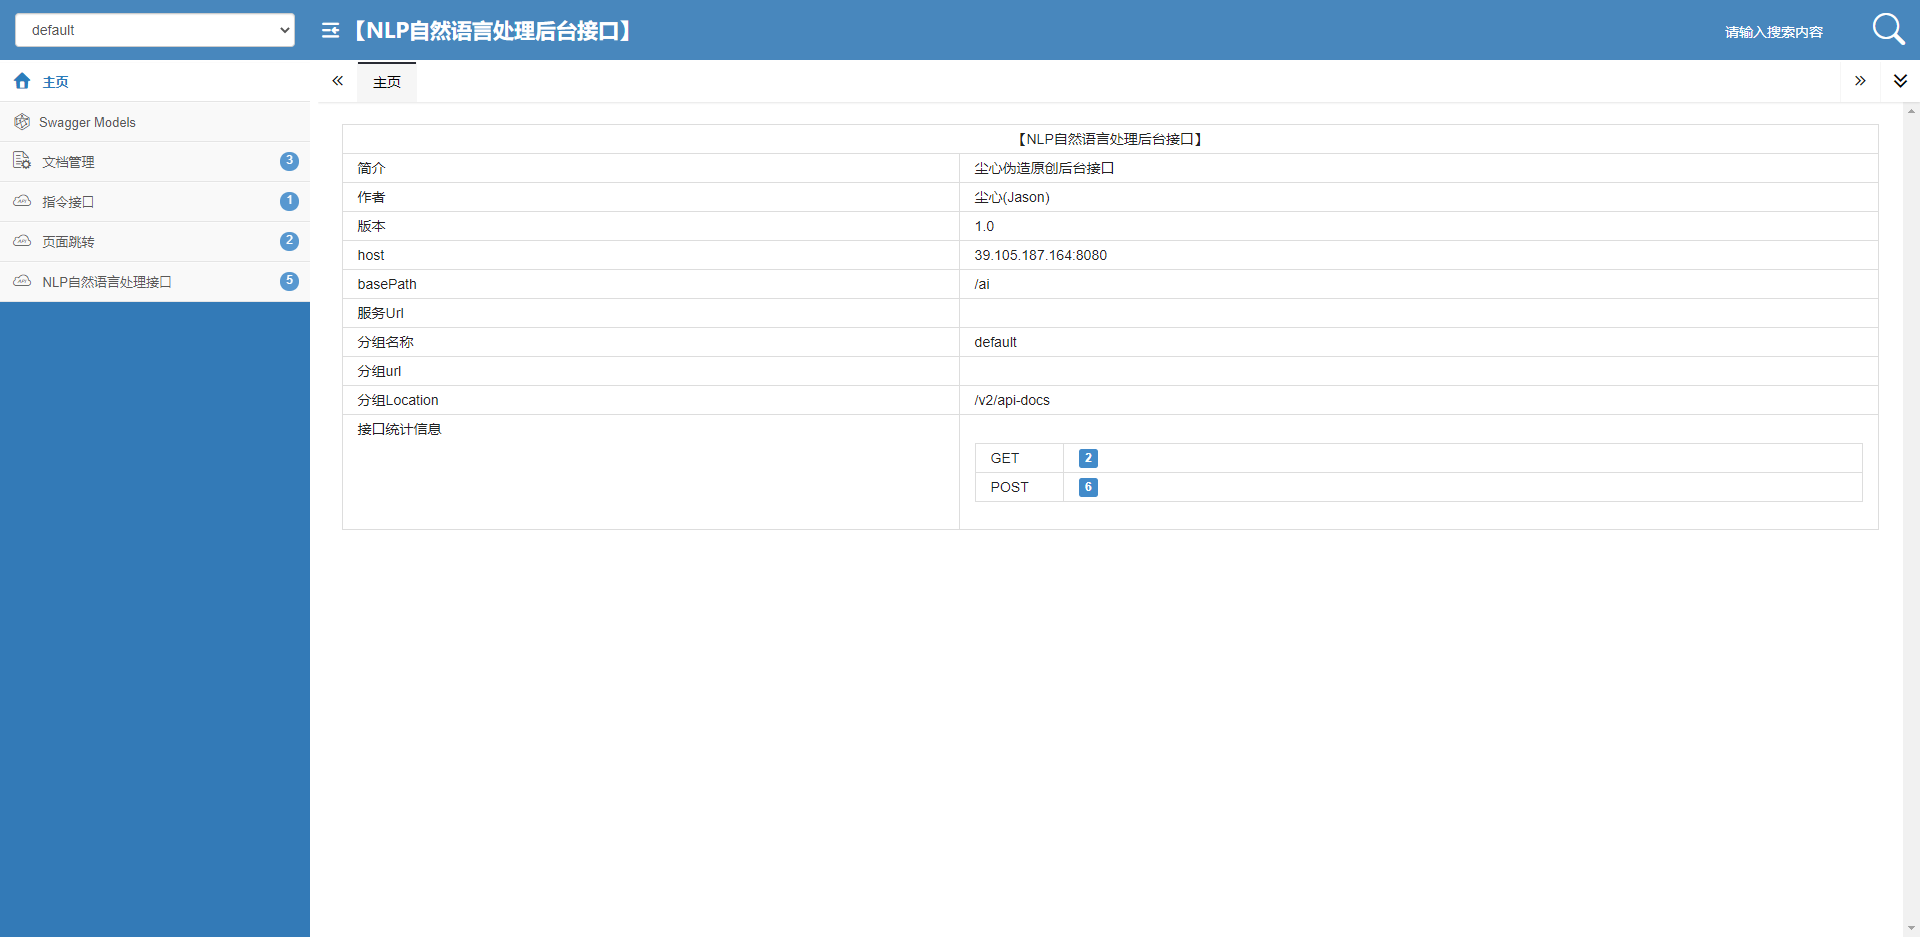 default
【NLP自然语言处理后台接口】
请输入搜索内容
主页
Swagger Models
文档管理 3
指令接口 1
页面跳转 2
NLP自然语言处理接口 5
主页
【NLP自然语言处理后台接口】
简介 尘心伪造原创后台接口
作者 尘心(Jason)
版本 1.0
host 39.105.187.164:8080
basePath /ai
服务Url
分组名称 default
分组url
分组Location /v2/api-docs
接口统计信息
GET 2
POST 6